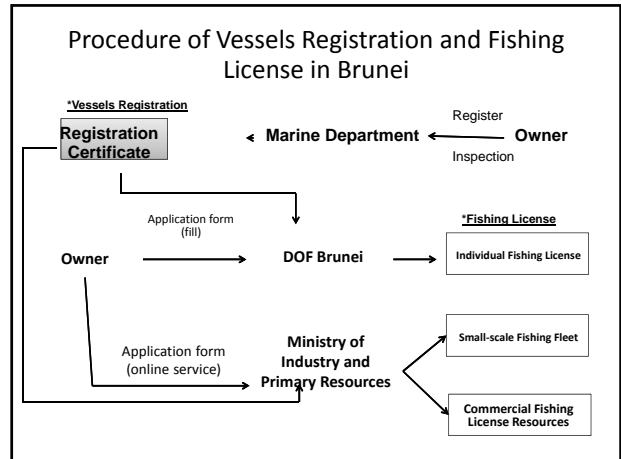 Procedure of Vessels Registration and Fishing
License in Brunei
*Vessels Registration
Registration
Certificate
Marine Department
Register
Inspection
Owner
Application form
(fill)
*Fishing License
Owner
DOF Brunei
Individual Fishing License
Application form
(online service)
Ministry of
Industry and
Primary Resources
Small-scale Fishing Fleet
Commercial Fishing
License Resources